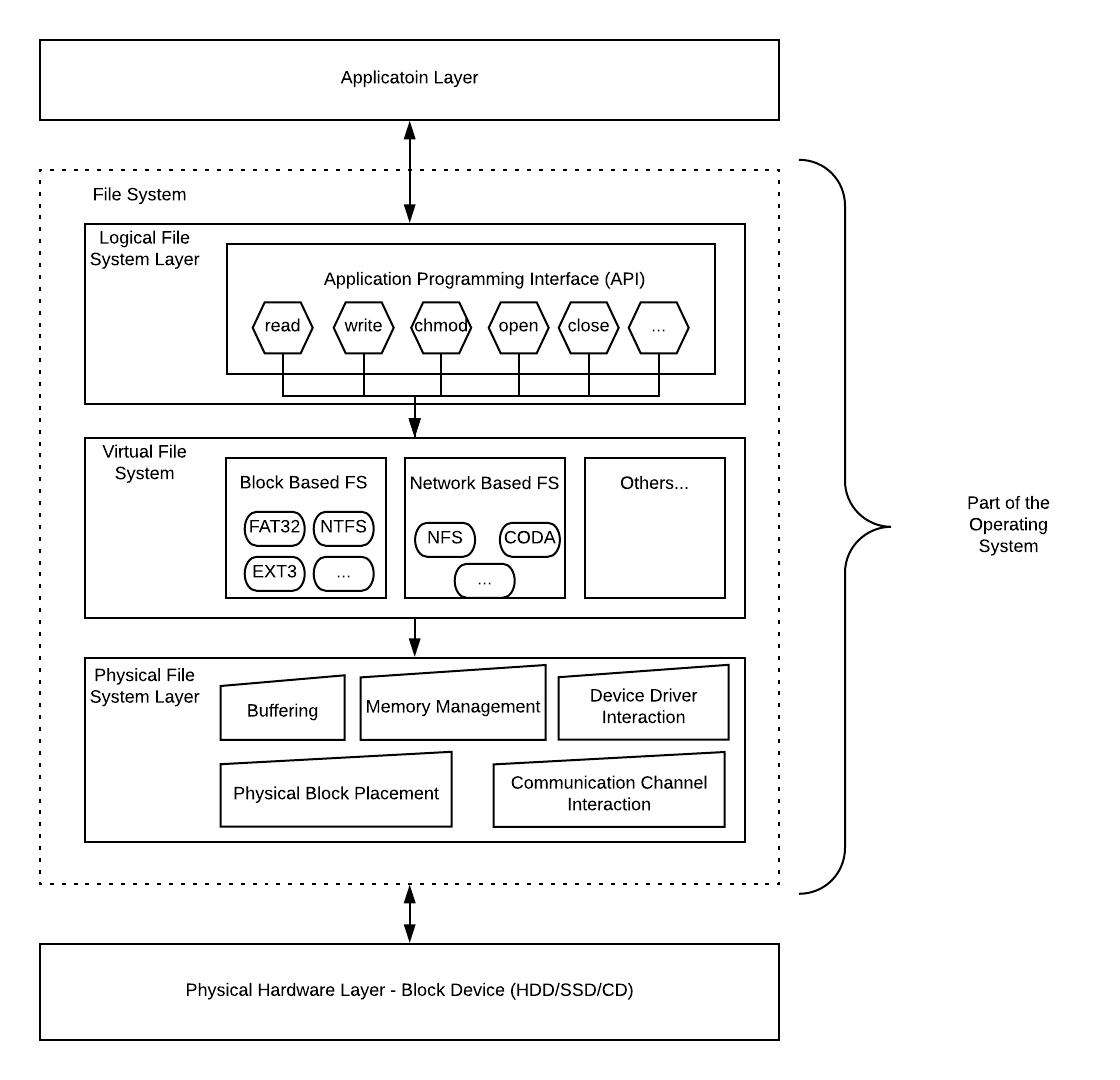 Applicatoin Layer
File System
Logical File
System Layer
Application Programming Interface (API)
read
write
chmod
open
close
...
Virtual File
System
Block Based FS
FAT32
NTFS
EXT3
...
Network Based FS
NFS
CODA
...
Others...
Physical File
System Layer
Buffering
Memory Management
Device Driver
Interaction
Physical Block Placement
Communication Channel
Interaction
Part of the
Operating
System
Physical Hardware Layer - Block Device (HDD/SSD/CD)